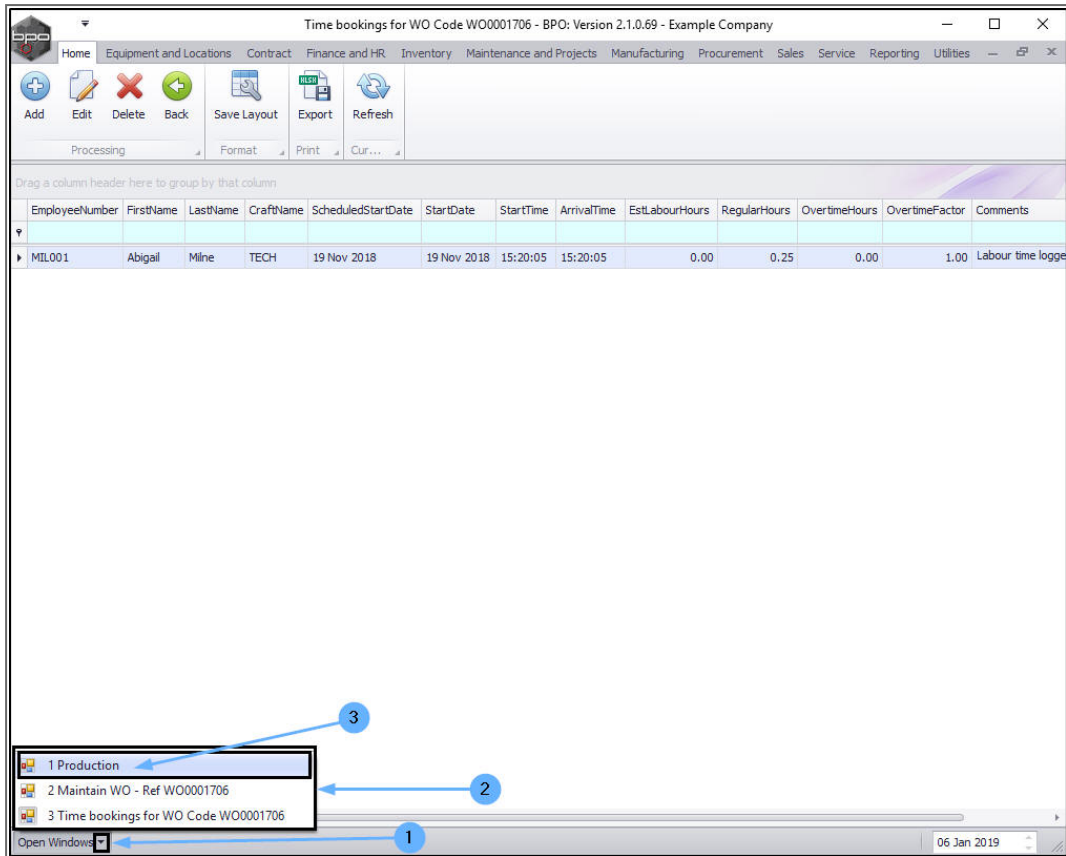 bpo
Time bookings for WO Code WO0001706 - BPO: Version 2.1.0.69 - Example Company
Home Equipment and Locations Contract Finance and HR Inventory Maintenance and Projects Manufacturing Procurement Sales Service Reporting Utilities
XLSX
Add Edit Delete Back Save Layout Export Refresh
Processing Format Print Cur...
Drag a column header here to group by that column
EmployeeNumber FirstName LastName CraftName ScheduledStartDate StartDate StartTime ArrivalTime EstLabourHours RegularHours OvertimeHours OvertimeFactor Comments
MIL001 Abigail Milne TECH 19 Nov 2018 19 Nov 2018 15:20:05 15:20:05 0.00 0.25 0.00 1.00 Labour time logge
3
1 Production
2 Maintain WO - Ref WO0001706
2
3 Time bookings for WO Code WO0001706
1
Open Windows
06 Jan 2019